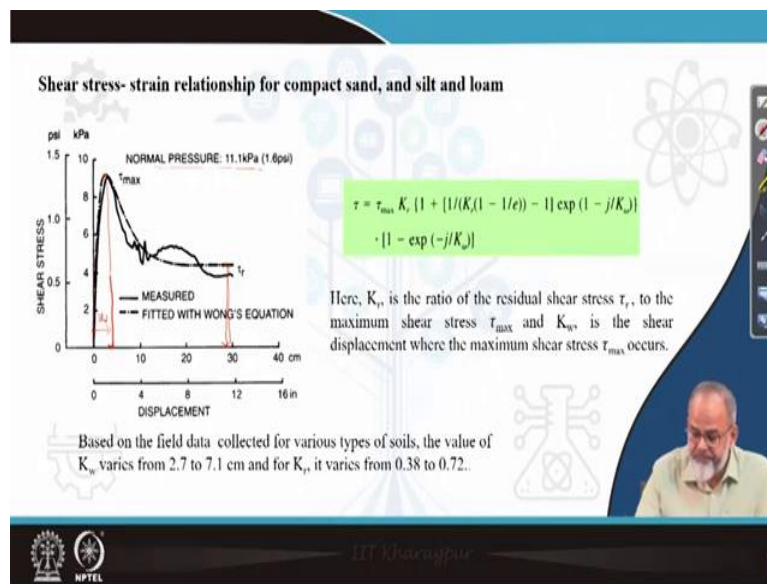 Shear stress- strain relationship for compact sand, and silt and loam
psi kPa
1.5 10
NORMAL PRESSURE: 11.1kPa (1.6psi)
τmax
8
1.0
6
SHEAR STRESS
τr
0.5
4
MEASURED
2
FITTED WITH WONG'S EQUATION
0
0 10 20 30 40 cm
0 4 8 12 16 in
DISPLACEMENT
τ = τmax Kr {1 + [1/(Kr(1 − 1/e)) − 1] exp (1 − j/Kω)}
· [1 − exp (−j/Kω)]
Here, Kr, is the ratio of the residual shear stress τr, to the
maximum shear stress τmax and Kw, is the shear
displacement where the maximum shear stress τmax occurs.
Based on the field data collected for various types of soils, the value of
Kw varies from 2.7 to 7.1 cm and for Kr, it varies from 0.38 to 0.72..
IIT Kharagpur
NPTEL